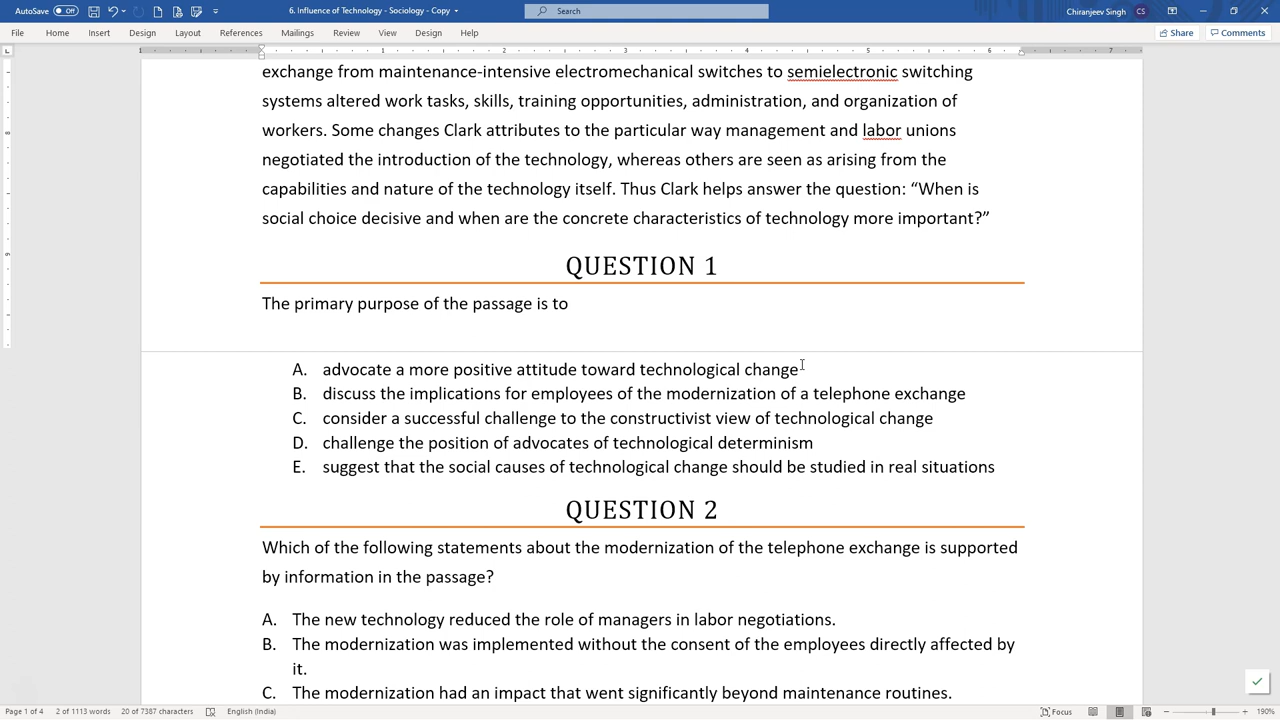 AutoSave Off 6. Influence of Technology - Sociology - Copy Search Chiranjeev Singh CS
File Home Insert Design Layout References Mailings Review View Design Help Share Comments
1 1 2 3 4 5 6 7
exchange from maintenance-intensive electromechanical switches to semielectronic switching
systems altered work tasks, skills, training opportunities, administration, and organization of
workers. Some changes Clark attributes to the particular way management and labor unions
negotiated the introduction of the technology, whereas others are seen as arising from the
capabilities and nature of the technology itself. Thus Clark helps answer the question: “When is
social choice decisive and when are the concrete characteristics of technology more important?”
QUESTION 1
The primary purpose of the passage is to
A. advocate a more positive attitude toward technological change
B. discuss the implications for employees of the modernization of a telephone exchange
C. consider a successful challenge to the constructivist view of technological change
D. challenge the position of advocates of technological determinism
E. suggest that the social causes of technological change should be studied in real situations
QUESTION 2
Which of the following statements about the modernization of the telephone exchange is supported
by information in the passage?
A. The new technology reduced the role of managers in labor negotiations.
B. The modernization was implemented without the consent of the employees directly affected by
it.
C. The modernization had an impact that went significantly beyond maintenance routines.
Page 1 of 4 2 of 1113 words 20 of 7387 characters English (India) Focus 190%